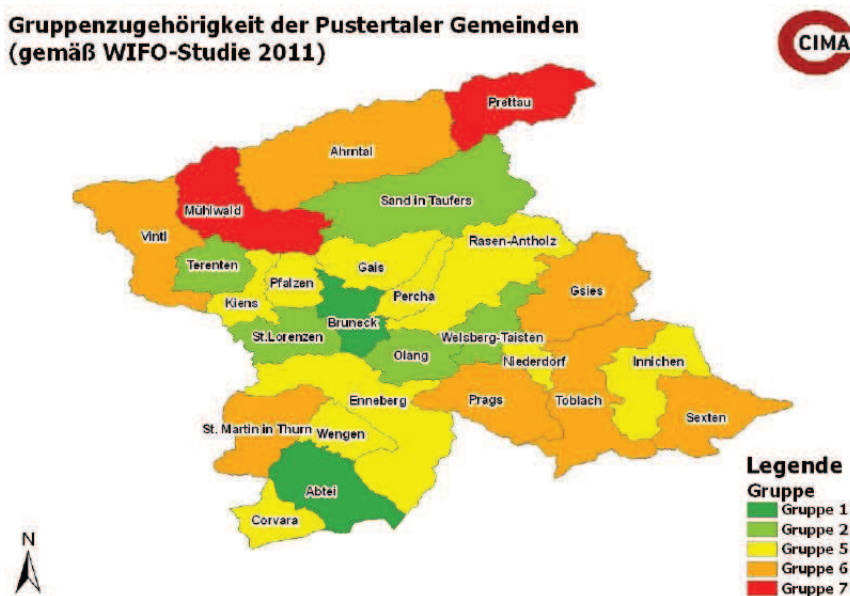 Gruppenzugehörigkeit der Pustertaler Gemeinden
(gemäß WIFO-Studie 2011)
CIMA
Prettau
Ahrntal
Sand in Taufers
Mühlwald
Vintl
Rasen-Antholz
Terenten
Gais
Pfalzen
Gsies
Kiens
Percha
Bruneck
St.Lorenzen
Welsberg-Taisten
Olang
Niederdorf
Innichen
Enneberg
Prags
Toblach
Sexten
St. Martin in Thurn
Wengen
Abtei
Corvara
N
Legende
Gruppe
Gruppe 1
Gruppe 2
Gruppe 5
Gruppe 6
Gruppe 7